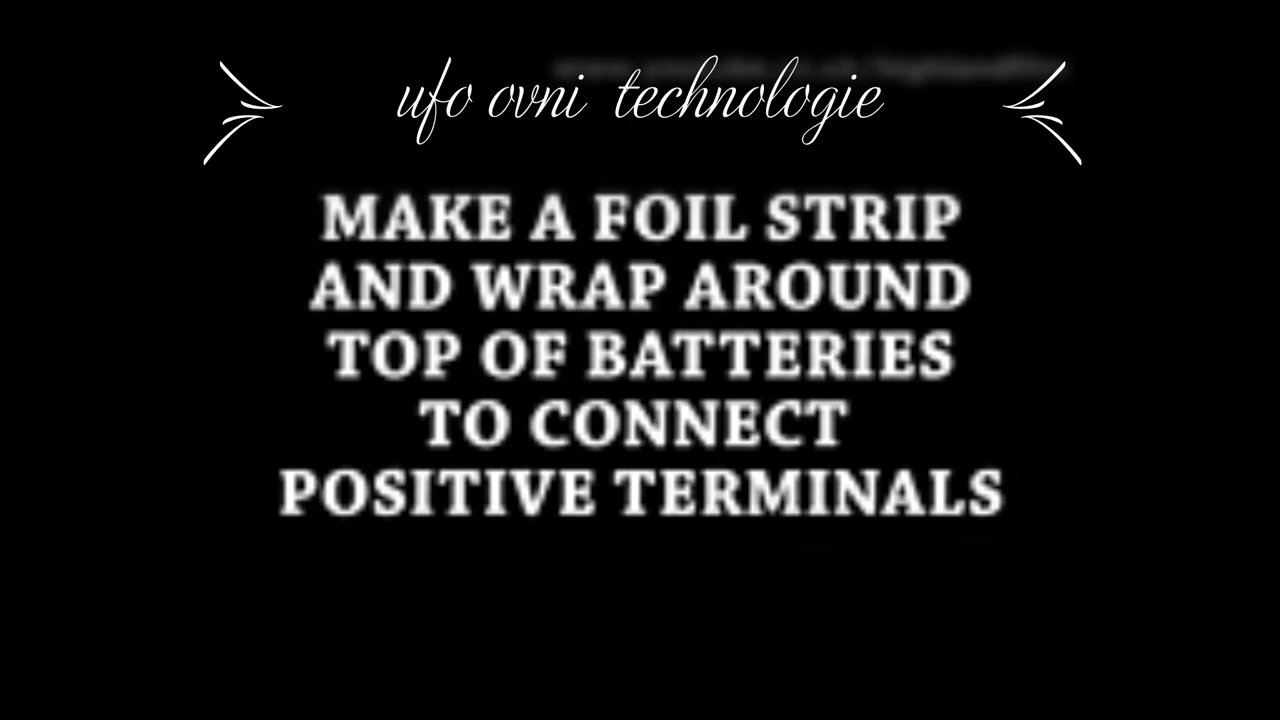 ufo ovni technologie
MAKE A FOIL STRIP
AND WRAP AROUND
TOP OF BATTERIES
TO CONNECT
POSITIVE TERMINALS